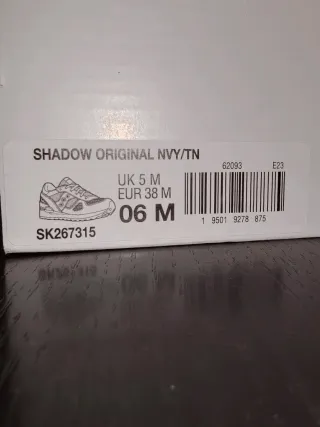 SHADOW ORIGINAL NVY/TN
62093 E23
UK 5 M
EUR 38 M
06 M
1 9501 9278 875
SK267315